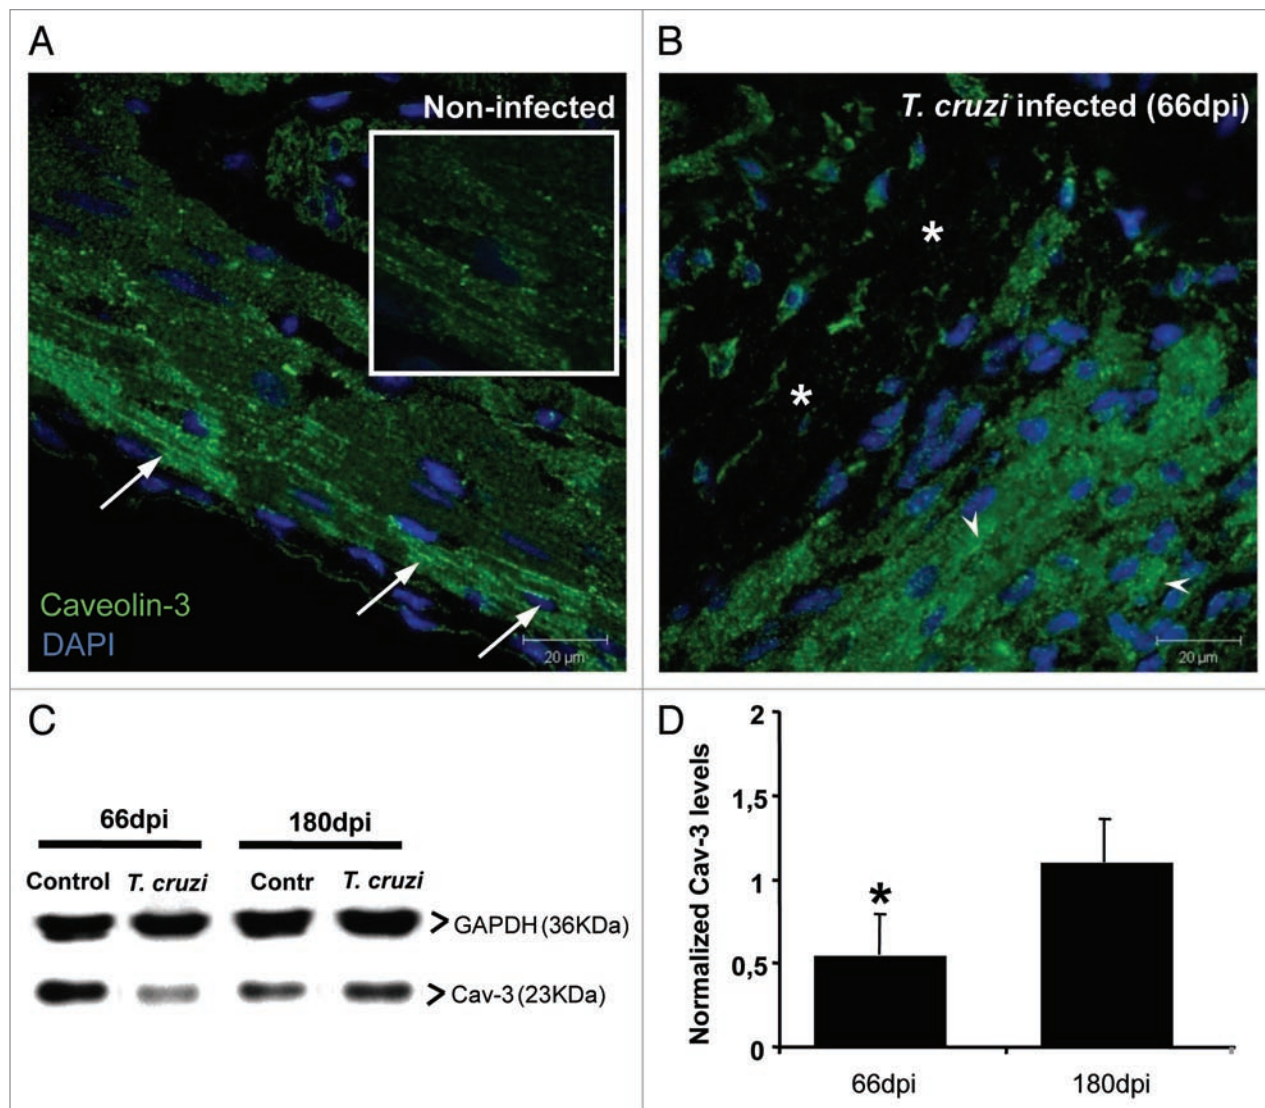 A
Non-infected
Caveolin-3
DAPI
20 µm
B
T. cruzi infected (66dpi)
*
*
20 µm
C
66dpi 180dpi
Control T. cruzi Contr T. cruzi
GAPDH (36KDa)
Cav-3 (23KDa)
D
Normalized Cav-3 levels
2
1,5
1
0,5
0
*
66dpi 180dpi